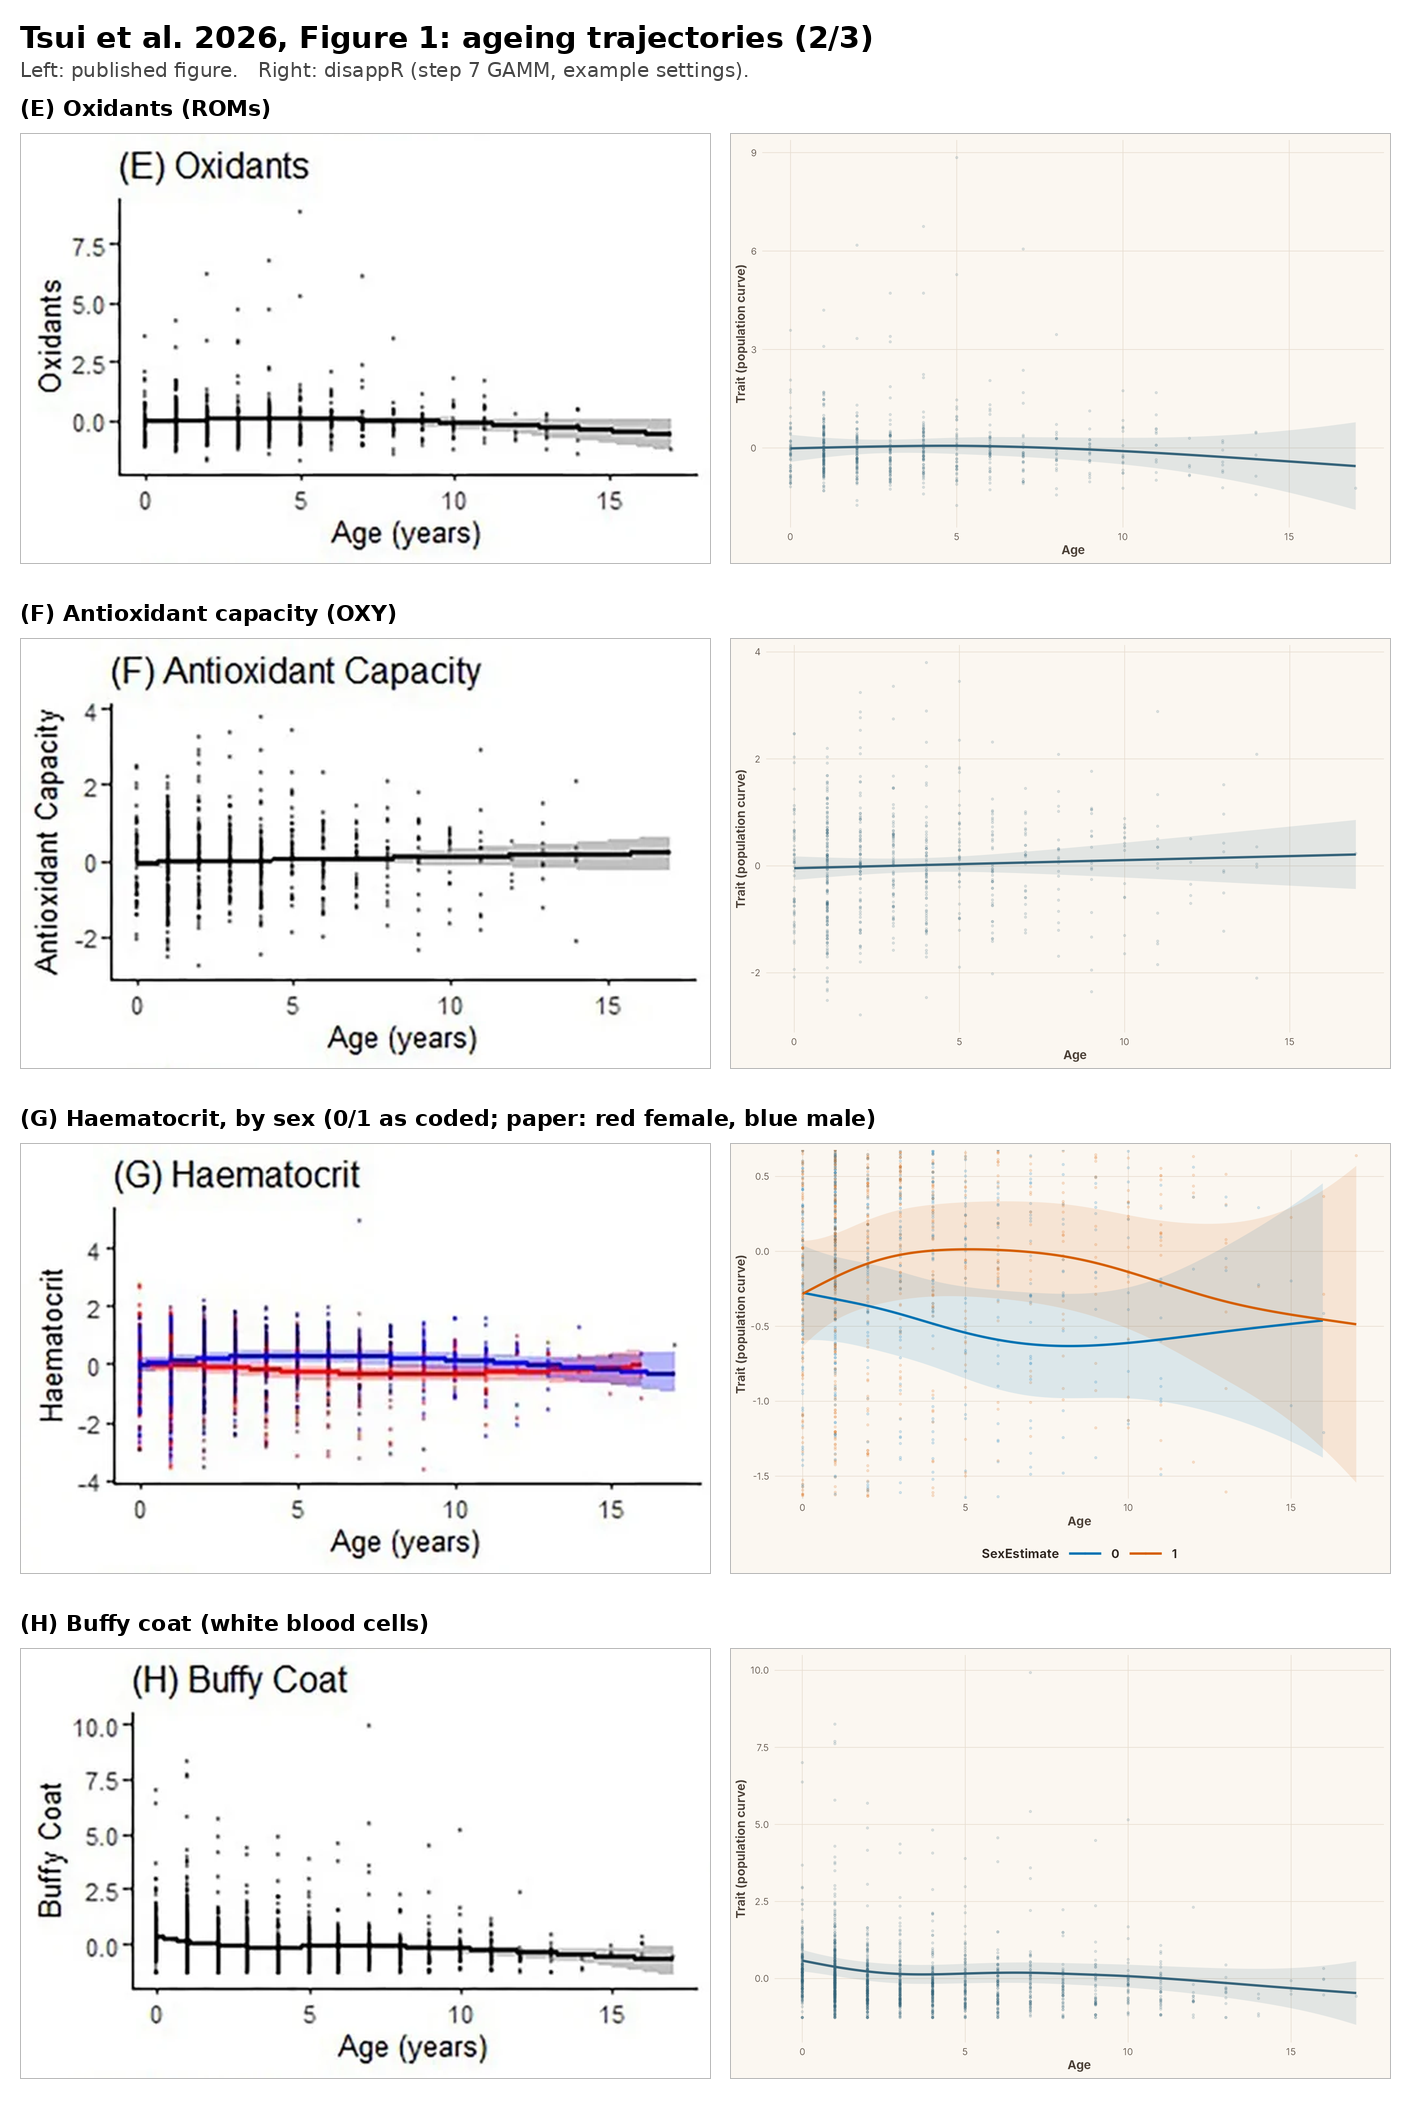 Tsui et al. 2026, Figure 1: ageing trajectories (2/3)
Left: published figure.   Right: disappR (step 7 GAMM, example settings).
(E) Oxidants (ROMs)
(E) Oxidants
7.5
5.0
2.5
0.0
Oxidants
0 5 10 15
Age (years)
9
6
3
0
Trait (population curve)
0 5 10 15
Age
(F) Antioxidant capacity (OXY)
(F) Antioxidant Capacity
4
2
0
-2
Antioxidant Capacity
0 5 10 15
Age (years)
4
2
0
-2
Trait (population curve)
0 5 10 15
Age
(G) Haematocrit, by sex (0/1 as coded; paper: red female, blue male)
(G) Haematocrit
4
2
0
-2
-4
Haematocrit
0 5 10 15
Age (years)
0.5
0.0
-0.5
-1.0
-1.5
Trait (population curve)
0 5 10 15
Age
SexEstimate 0 1
(H) Buffy coat (white blood cells)
(H) Buffy Coat
10.0
7.5
5.0
2.5
0.0
Buffy Coat
0 5 10 15
Age (years)
10.0
7.5
5.0
2.5
0.0
Trait (population curve)
0 5 10 15
Age